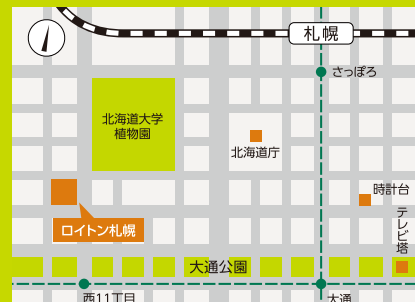 札幌
さっぽろ
北海道大学
植物園
北海道庁
時計台
ロイトン札幌
テレビ塔
大通公園
西11丁目
大通